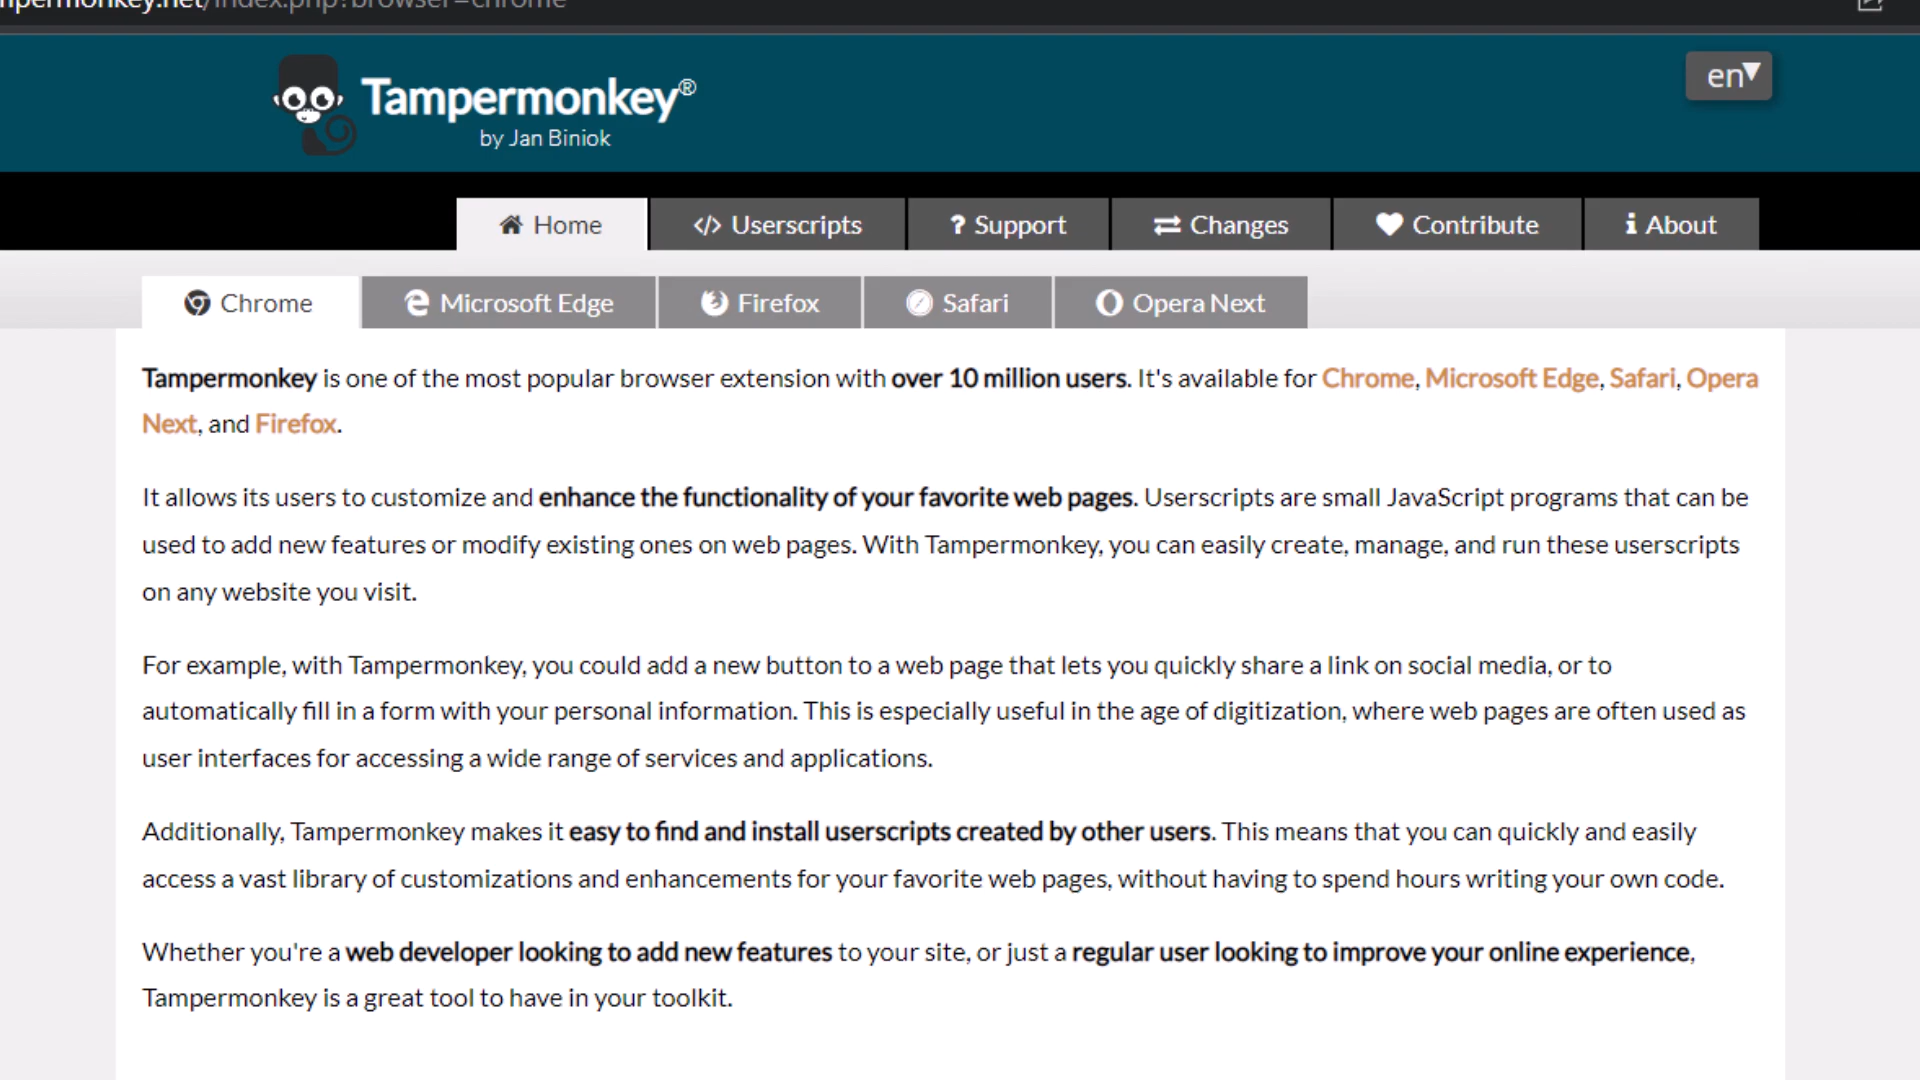 /index.php?browser=chrome
Tampermonkey®
by Jan Biniok
en
Home Userscripts Support Changes Contribute About
Chrome Microsoft Edge Firefox Safari Opera Next
Tampermonkey is one of the most popular browser extension with over 10 million users. It's available for Chrome, Microsoft Edge, Safari, Opera
Next, and Firefox.
It allows its users to customize and enhance the functionality of your favorite web pages. Userscripts are small JavaScript programs that can be
used to add new features or modify existing ones on web pages. With Tampermonkey, you can easily create, manage, and run these userscripts
on any website you visit.
For example, with Tampermonkey, you could add a new button to a web page that lets you quickly share a link on social media, or to
automatically fill in a form with your personal information. This is especially useful in the age of digitization, where web pages are often used as
user interfaces for accessing a wide range of services and applications.
Additionally, Tampermonkey makes it easy to find and install userscripts created by other users. This means that you can quickly and easily
access a vast library of customizations and enhancements for your favorite web pages, without having to spend hours writing your own code.
Whether you're a web developer looking to add new features to your site, or just a regular user looking to improve your online experience,
Tampermonkey is a great tool to have in your toolkit.